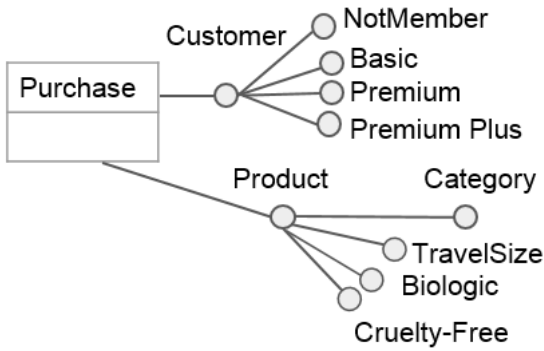 NotMember
Customer
Basic
Purchase
Premium
Premium Plus
Product
Category
TravelSize
Biologic
Cruelty-Free